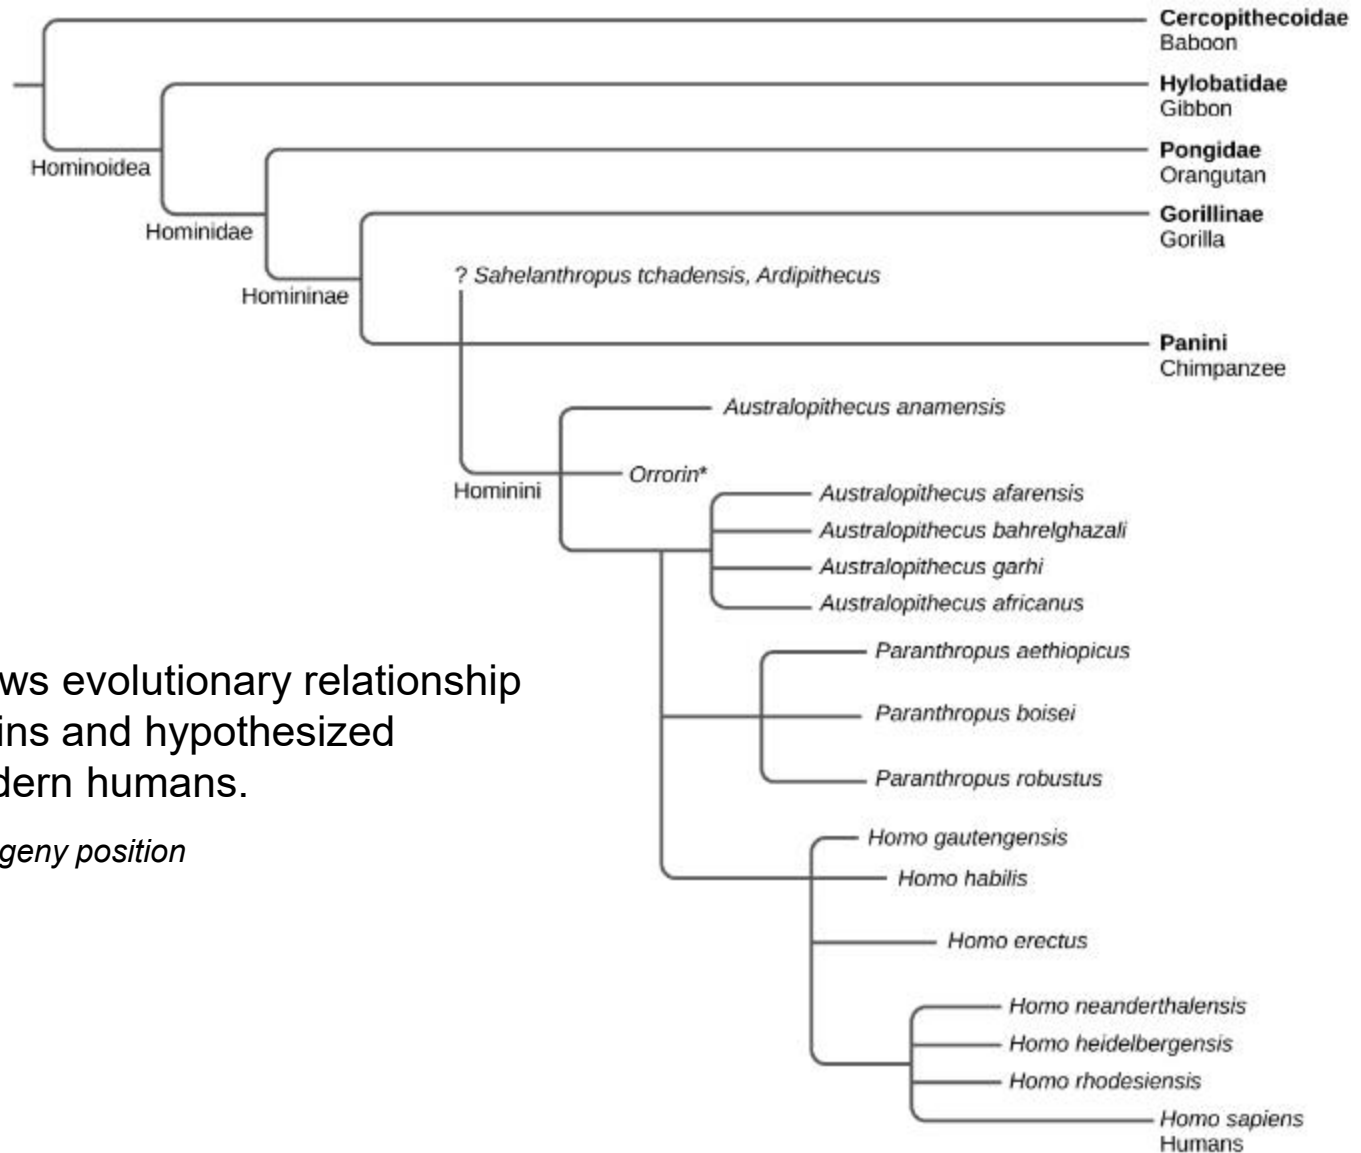 Cercopithecoidae
Baboon
Hylobatidae
Gibbon
Hominoidea
Pongidae
Orangutan
Hominidae
Gorillinae
Gorilla
? Sahelanthropus tchadensis, Ardipithecus
Homininae
Panini
Chimpanzee
Australopithecus anamensis
Orrorin*
Hominini
Australopithecus afarensis
Australopithecus bahrelghazali
Australopithecus garhi
Australopithecus africanus
Paranthropus aethiopicus
Paranthropus boisei
Paranthropus robustus
ws evolutionary relationship
ins and hypothesized
dern humans.
geny position
Homo gautengensis
Homo habilis
Homo erectus
Homo neanderthalensis
Homo heidelbergensis
Homo rhodesiensis
Homo sapiens
Humans